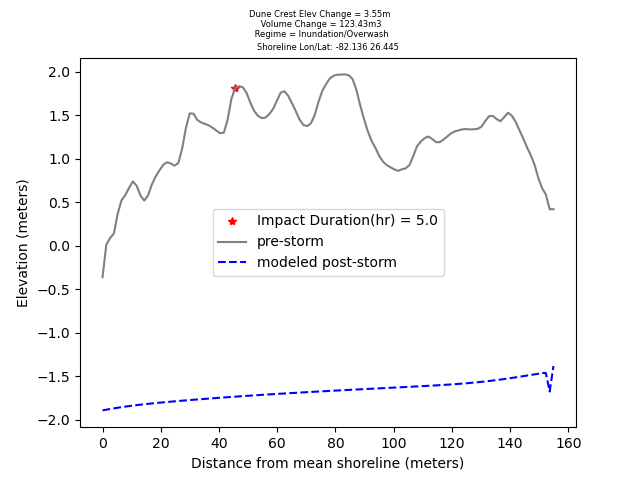 Dune Crest Elev Change = 3.55m
Volume Change = 123.43m3
Regime = Inundation/Overwash
Shoreline Lon/Lat: -82.136 26.445
2.0
1.5
1.0
0.5
0.0
−0.5
−1.0
−1.5
−2.0
Elevation (meters)
Impact Duration(hr) = 5.0
pre-storm
modeled post-storm
0 20 40 60 80 100 120 140 160
Distance from mean shoreline (meters)